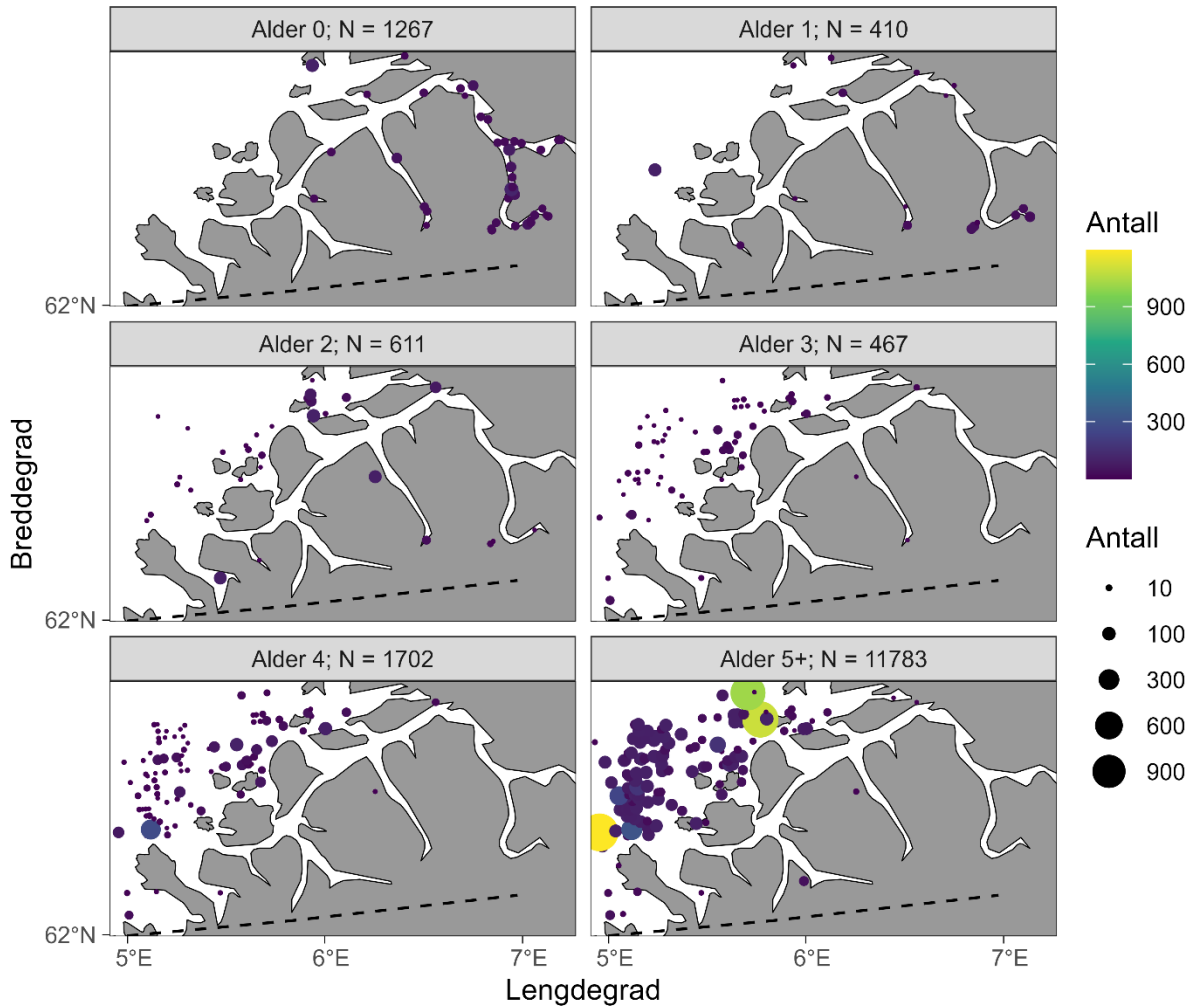 Alder 0; N = 1267
Alder 1; N = 410
62°N
Alder 2; N = 611
Alder 3; N = 467
62°N
Alder 4; N = 1702
Alder 5+; N = 11783
62°N
5°E
6°E
7°E
5°E
6°E
7°E
Breddegrad
Lengdegrad
Antall
900
600
300
Antall
10
100
300
600
900